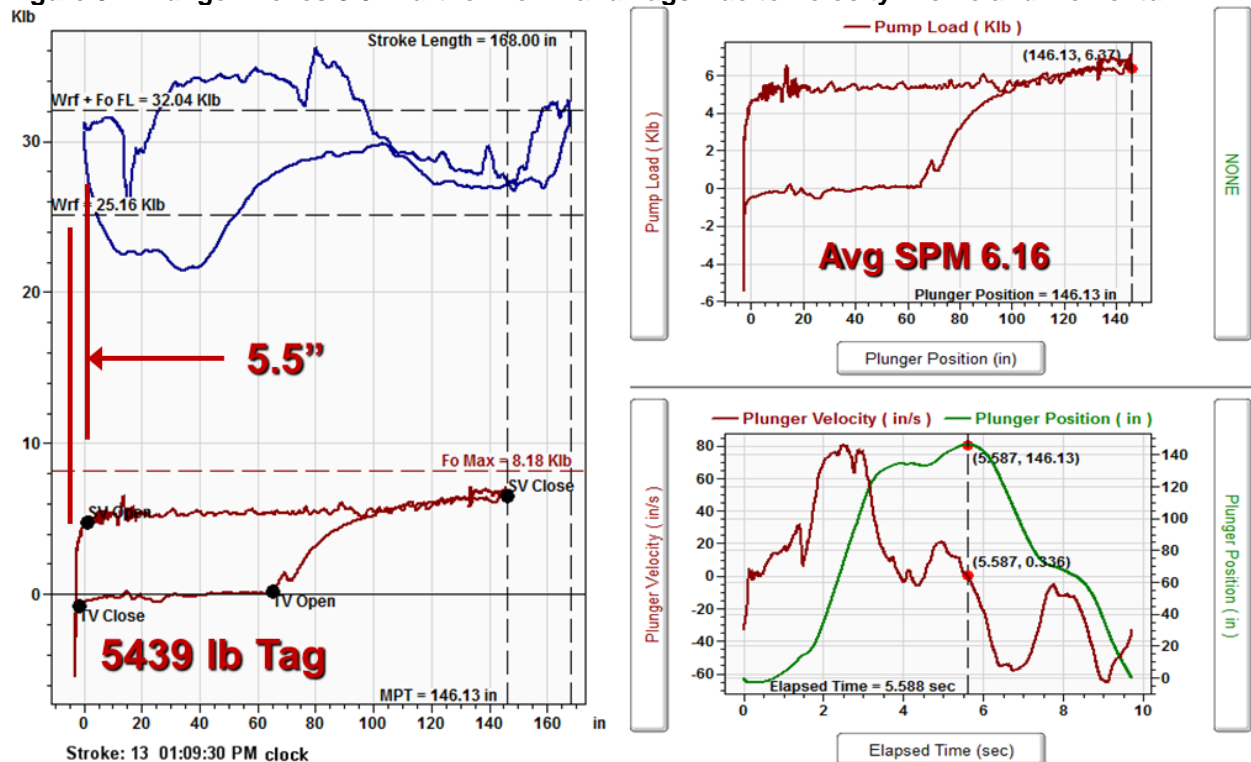 Klb
Stroke Length = 168.00 in
Wrf + Fo FL = 32.04 Klb
30
Wrf = 25.16 Klb
20
5.5”
10
Fo Max = 8.18 Klb
SV Open
SV Close
0
TV Close
TV Open
5439 lb Tag
MPT = 146.13 in
0 20 40 60 80 100 120 140 160 in
Stroke: 13 01:09:30 PM clock
Pump Load ( Klb )
(146.13, 6.37)
Pump Load ( Klb )
6
4
2
0
-2
-4
-6
NONE
Avg SPM 6.16
Plunger Position = 146.13 in
0 20 40 60 80 100 120 140
Plunger Position (in)
Plunger Velocity ( in/s ) Plunger Position ( in )
Plunger Velocity ( in/s )
80
60
40
20
0
-20
-40
-60
(5.587, 146.13)
(5.587, 0.336)
Elapsed Time = 5.588 sec
140
120
100
80
60
40
20
0
Plunger Position ( in )
0 2 4 6 8 10
Elapsed Time (sec)